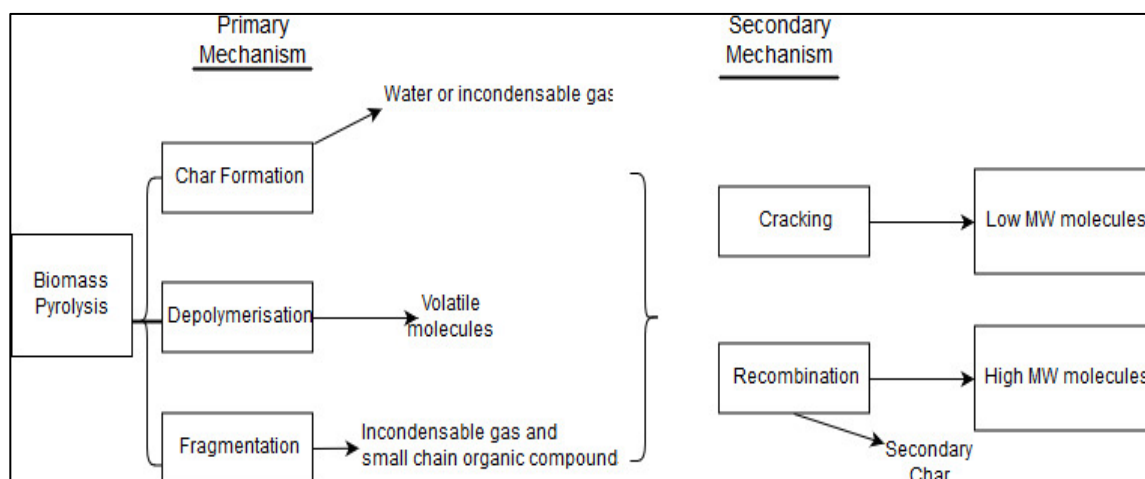 Primary
Mechanism
Secondary
Mechanism
Water or incondensable gas
Char Formation
Cracking
Low MW molecules
Biomass
Pyrolysis
Depolymerisation
Volatile
molecules
Recombination
High MW molecules
Fragmentation
Incondensable gas and
small chain organic compound
Secondary
Char